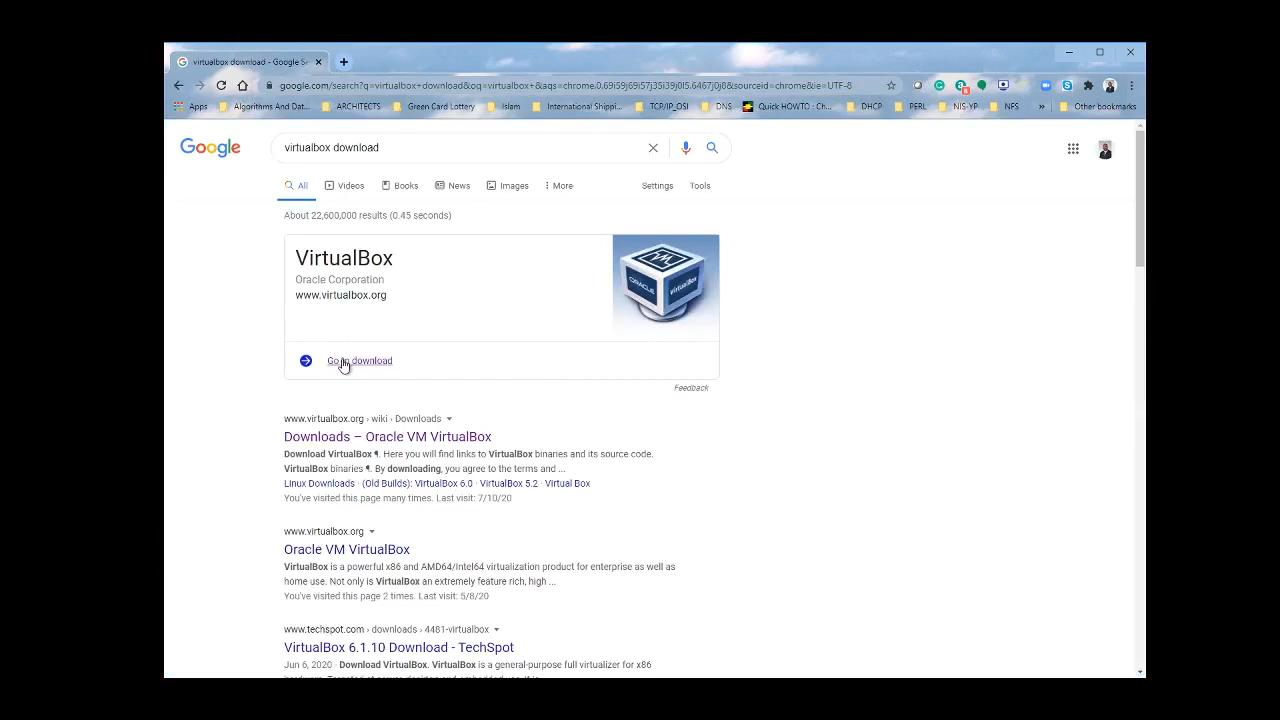 virtualbox download - Google Se
google.com/search?q=virtualbox+download&oq=virtualbox+&aqs=chrome.0.69i59j69i57j35i39j0l5.6467j0j8&sourceid=chrome&ie=UTF-8
Apps Algorithms And Dat... ARCHITECTS Green Card Lottery Islam International Shippi... TCP/IP_OSI DNS Quick HOWTO : Ch... DHCP PERL NIS-YP NFS » Other bookmarks
Google
virtualbox download
All Videos Books News Images More Settings Tools
About 22,600,000 results (0.45 seconds)
VirtualBox
Oracle Corporation
www.virtualbox.org
ORACLE VM VirtualBox
Go to download
Feedback
www.virtualbox.org › wiki › Downloads
Downloads – Oracle VM VirtualBox
Download VirtualBox ¶. Here you will find links to VirtualBox binaries and its source code.
VirtualBox binaries ¶. By downloading, you agree to the terms and ...
Linux Downloads · (Old Builds): VirtualBox 6.0 · VirtualBox 5.2 · Virtual Box
You've visited this page many times. Last visit: 7/10/20
www.virtualbox.org
Oracle VM VirtualBox
VirtualBox is a powerful x86 and AMD64/Intel64 virtualization product for enterprise as well as
home use. Not only is VirtualBox an extremely feature rich, high ...
You've visited this page 2 times. Last visit: 5/8/20
www.techspot.com › downloads › 4481-virtualbox
VirtualBox 6.1.10 Download - TechSpot
Jun 6, 2020 · Download VirtualBox. VirtualBox is a general-purpose full virtualizer for x86